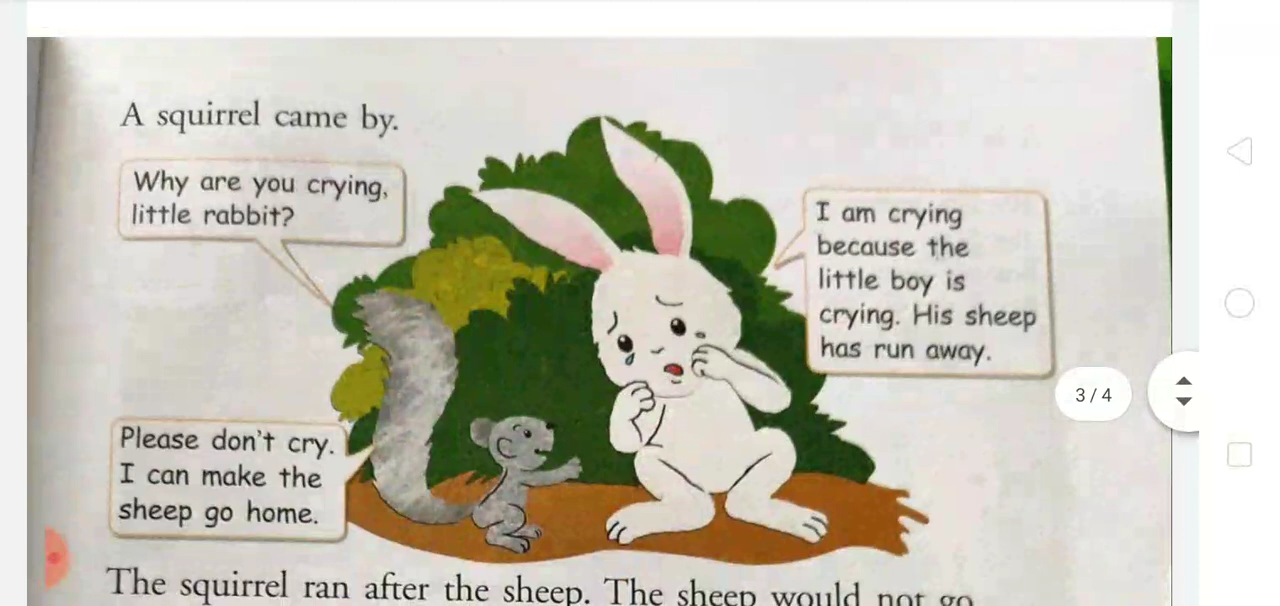 A squirrel came by.
Why are you crying,
little rabbit?
I am crying
because the
little boy is
crying. His sheep
has run away.
3/4
Please don't cry.
I can make the
sheep go home.
The squirrel ran after the sheep. The sheep would not go